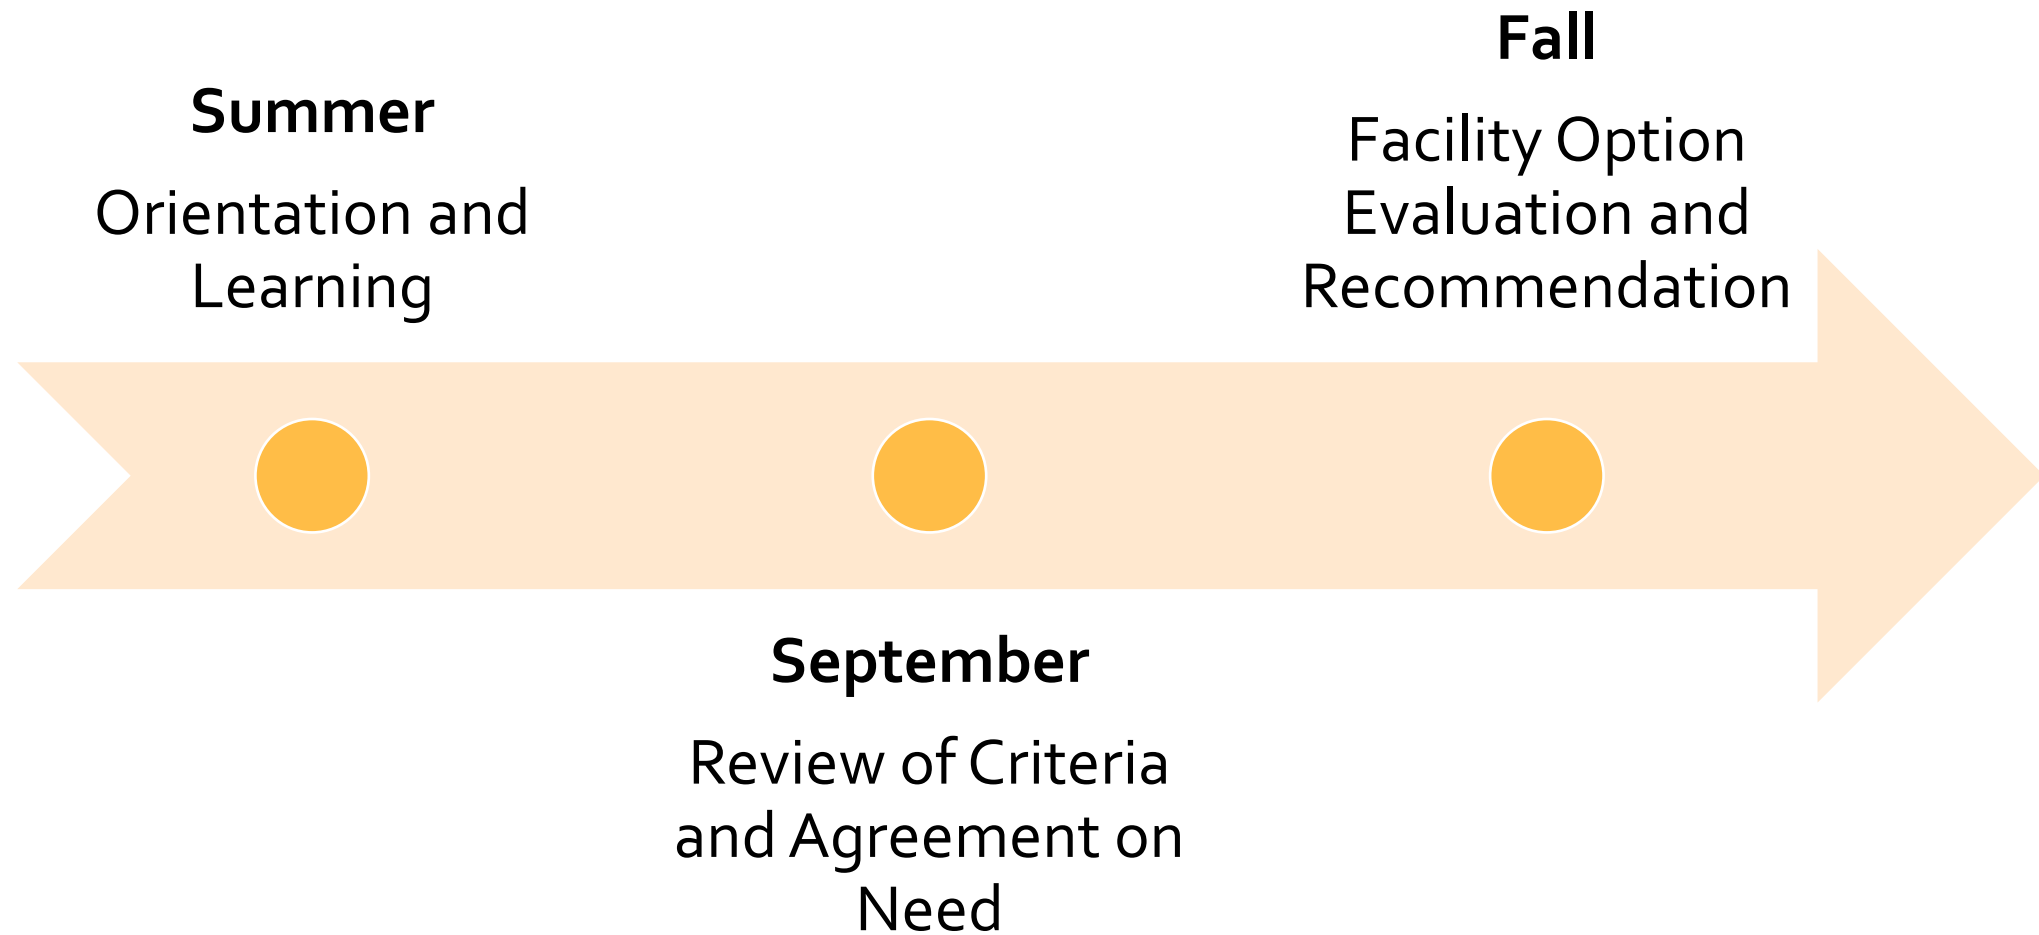 Summer
Orientation and
Learning
September
Review of Criteria
and Agreement on
Need
Fall
Facility Option
Evaluation and
Recommendation